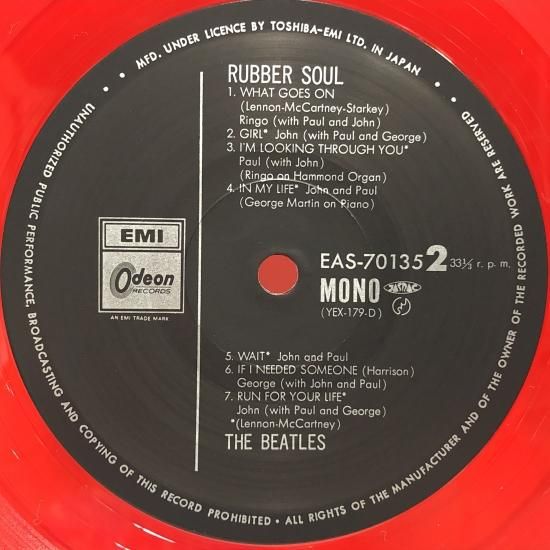 • MFD. UNDER LICENCE BY TOSHIBA-EMI LTD. IN JAPAN •
UNAUTHORIZED PUBLIC PERFORMANCE, BROADCASTING AND COPYING OF THIS RECORD PROHIBITED • ALL RIGHTS OF THE MANUFACTURER AND OF THE OWNER OF THE RECORDED WORK ARE RESERVED
RUBBER SOUL
1. WHAT GOES ON
(Lennon-McCartney-Starkey)
Ringo (with Paul and John)
2. GIRL* John (with Paul and George)
3. I'M LOOKING THROUGH YOU*
Paul (with John)
(Ringo on Hammond Organ)
4. IN MY LIFE* John and Paul
(George Martin on Piano)
EMI
Odeon
RECORDS
AN EMI TRADE MARK
EAS-70135 2 33⅓ r. p. m.
MONO JASRAC
(YEX-179-D)
5. WAIT* John and Paul
6. IF I NEEDED SOMEONE (Harrison)
George (with John and Paul)
7. RUN FOR YOUR LIFE*
John (with Paul and George)
*(Lennon-McCartney)
THE BEATLES